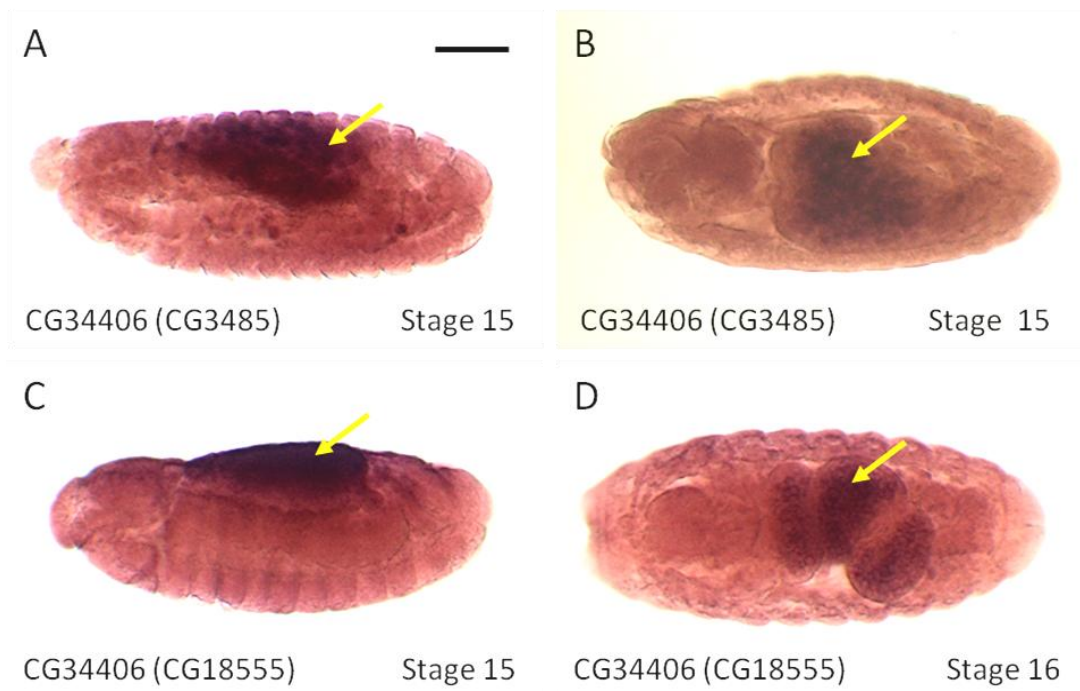 A
B
CG34406 (CG3485) Stage 15
CG34406 (CG3485) Stage 15
C
D
CG34406 (CG18555) Stage 15
CG34406 (CG18555) Stage 16